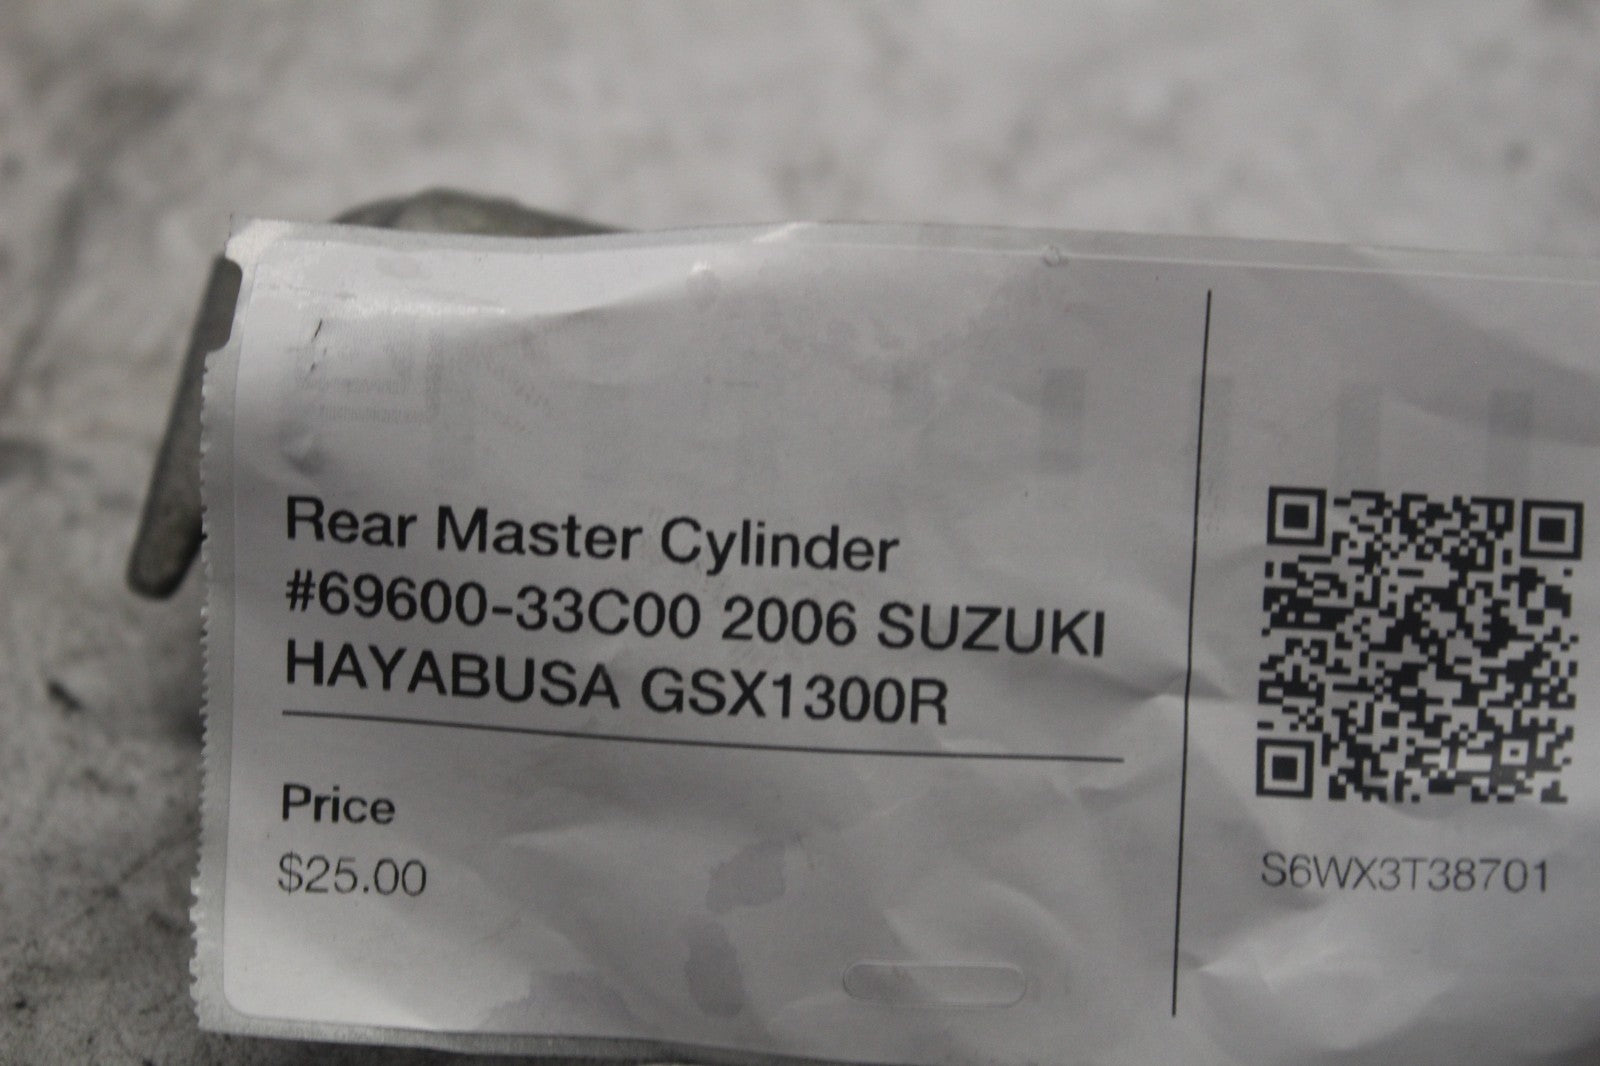 Rear Master Cylinder
#69600-33C00 2006 SUZUKI
HAYABUSA GSX1300R
Price
$25.00
S6WX3T38701